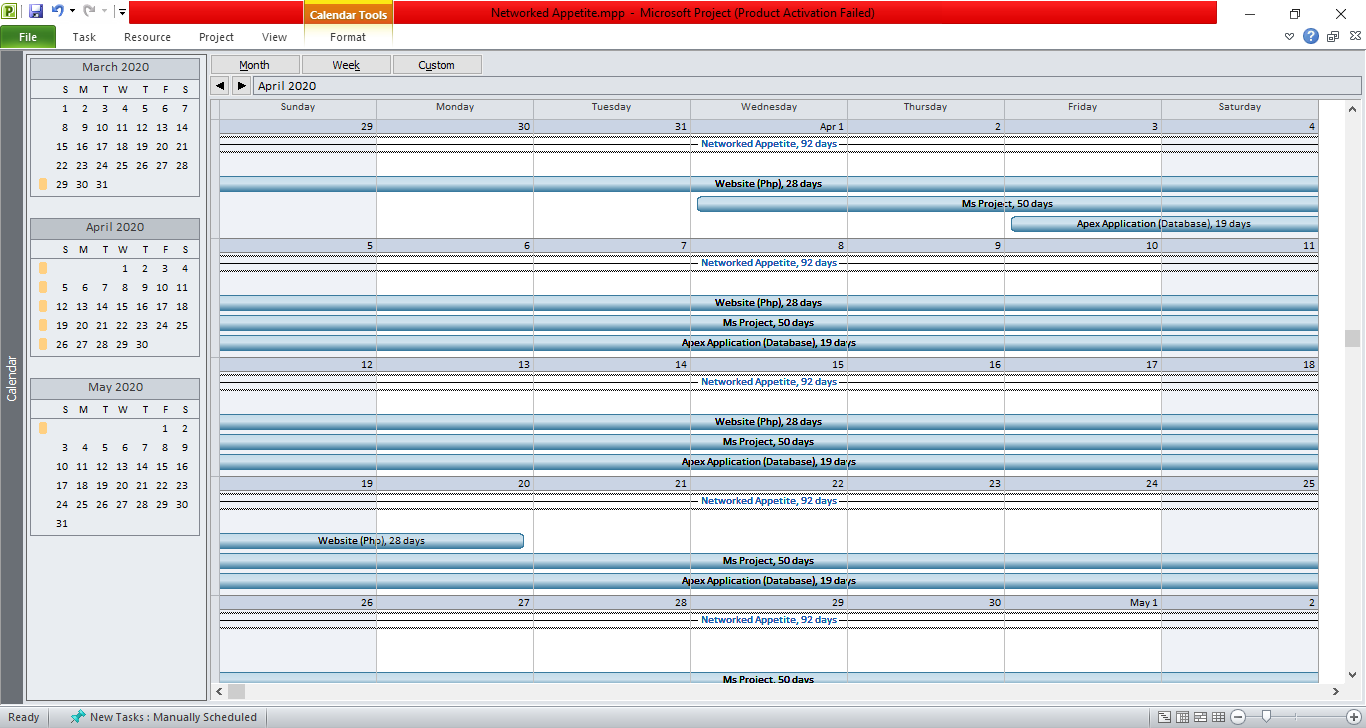 Calendar Tools
Networked Appetite.mpp - Microsoft Project (Product Activation Failed)
File Task Resource Project View Format
Month Week Custom
April 2020
Calendar
March 2020
S M T W T F S
1 2 3 4 5 6 7
8 9 10 11 12 13 14
15 16 17 18 19 20 21
22 23 24 25 26 27 28
29 30 31
April 2020
S M T W T F S
1 2 3 4
5 6 7 8 9 10 11
12 13 14 15 16 17 18
19 20 21 22 23 24 25
26 27 28 29 30
May 2020
S M T W T F S
1 2
3 4 5 6 7 8 9
10 11 12 13 14 15 16
17 18 19 20 21 22 23
24 25 26 27 28 29 30
31
Sunday Monday Tuesday Wednesday Thursday Friday Saturday
29 30 31 Apr 1 2 3 4
Networked Appetite, 92 days
Website (Php), 28 days
Ms Project, 50 days
Apex Application (Database), 19 days
5 6 7 8 9 10 11
Networked Appetite, 92 days
Website (Php), 28 days
Ms Project, 50 days
Apex Application (Database), 19 days
12 13 14 15 16 17 18
Networked Appetite, 92 days
Website (Php), 28 days
Ms Project, 50 days
Apex Application (Database), 19 days
19 20 21 22 23 24 25
Networked Appetite, 92 days
Website (Php), 28 days
Ms Project, 50 days
Apex Application (Database), 19 days
26 27 28 29 30 May 1 2
Networked Appetite, 92 days
Ms Project, 50 days
Ready New Tasks : Manually Scheduled